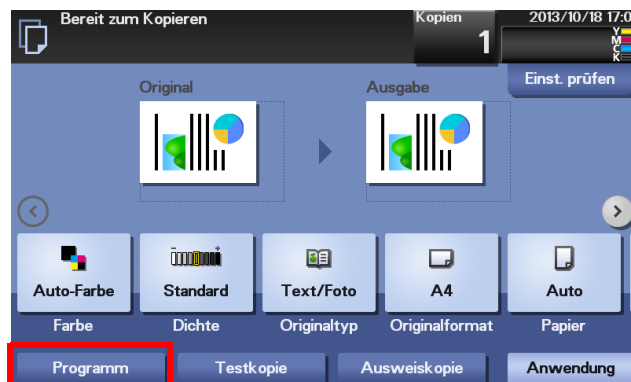 Bereit zum Kopieren
Kopien
1
2013/10/18 17:0
Y
M
C
K
Einst. prüfen
Original
Ausgabe
Auto-Farbe
Standard
Text/Foto
A4
Auto
Farbe
Dichte
Originaltyp
Originalformat
Papier
Programm
Testkopie
Ausweiskopie
Anwendung